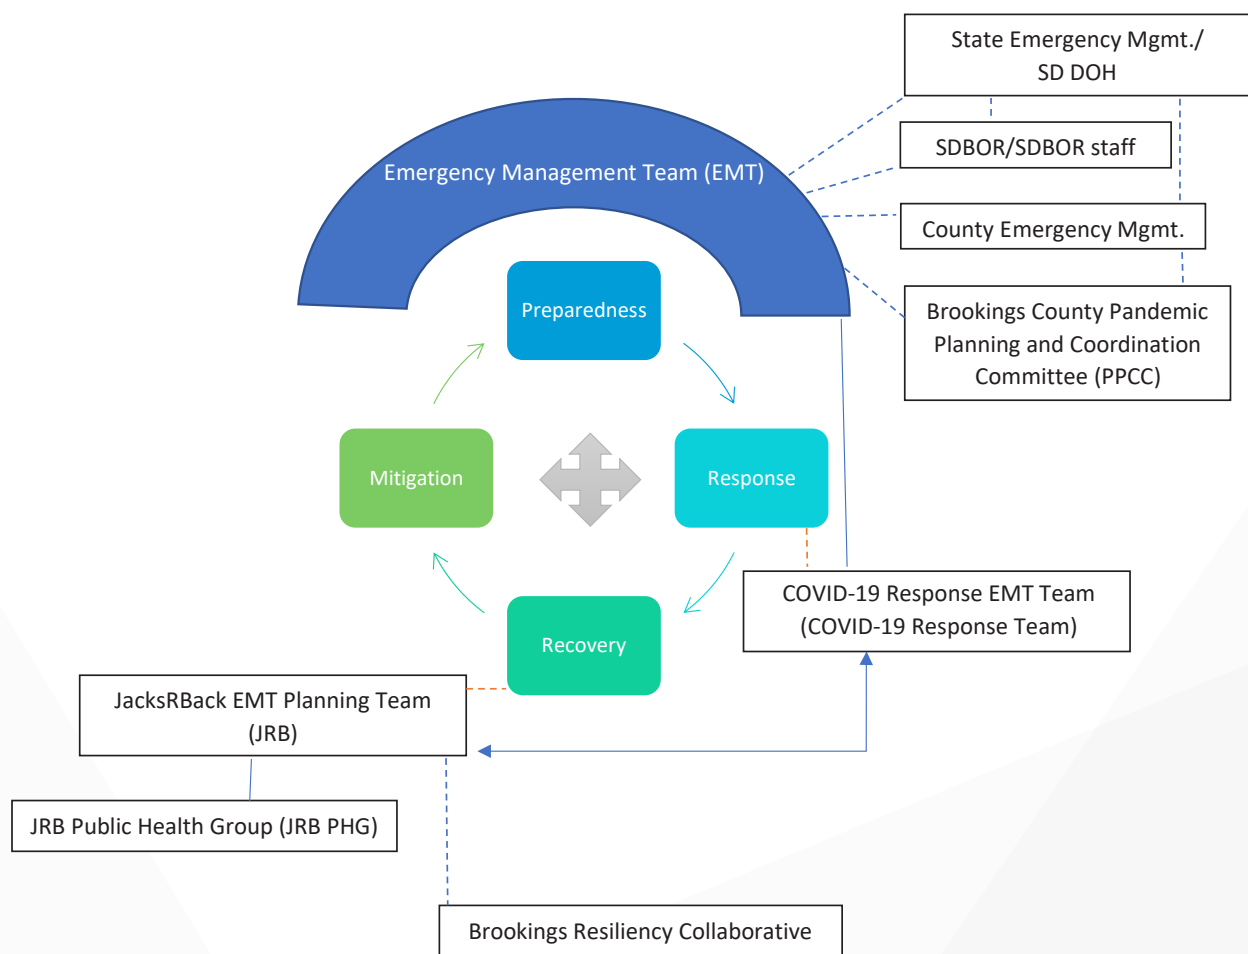 State Emergency Mgmt./
SD DOH
SDBOR/SDBOR staff
Emergency Management Team (EMT)
County Emergency Mgmt.
Brookings County Pandemic
Planning and Coordination
Committee (PPCC)
Preparedness
Mitigation
Response
Recovery
COVID-19 Response EMT Team
(COVID-19 Response Team)
JacksRBack EMT Planning Team
(JRB)
JRB Public Health Group (JRB PHG)
Brookings Resiliency Collaborative